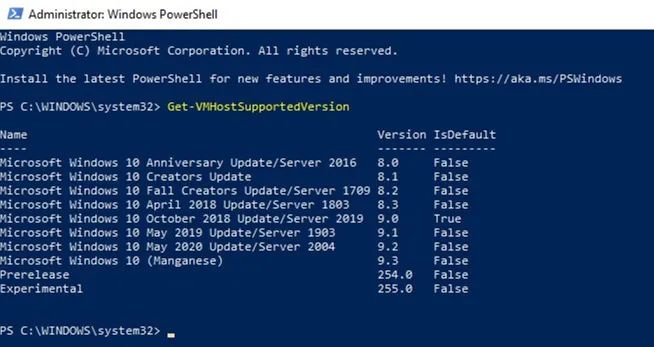 Administrator: Windows PowerShell
Windows PowerShell
Copyright (C) Microsoft Corporation. All rights reserved.
Install the latest PowerShell for new features and improvements! https://aka.ms/PSWindows
PS C:\WINDOWS\system32> Get-VMHostSupportedVersion
Name Version IsDefault
---- ------- ---------
Microsoft Windows 10 Anniversary Update/Server 2016 8.0 False
Microsoft Windows 10 Creators Update 8.1 False
Microsoft Windows 10 Fall Creators Update/Server 1709 8.2 False
Microsoft Windows 10 April 2018 Update/Server 1803 8.3 False
Microsoft Windows 10 October 2018 Update/Server 2019 9.0 True
Microsoft Windows 10 May 2019 Update/Server 1903 9.1 False
Microsoft Windows 10 May 2020 Update/Server 2004 9.2 False
Microsoft Windows 10 (Manganese) 9.3 False
Prerelease 254.0 False
Experimental 255.0 False
PS C:\WINDOWS\system32> _